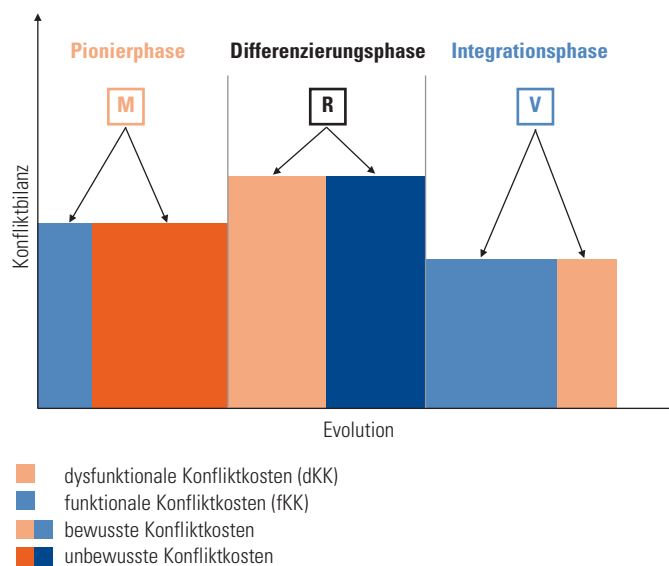 Pionierphase
Differenzierungsphase
Integrationsphase
M
R
V
Konfliktbilanz
Evolution
dysfunktionale Konfliktkosten (dKK)
funktionale Konfliktkosten (fKK)
bewusste Konfliktkosten
unbewusste Konfliktkosten